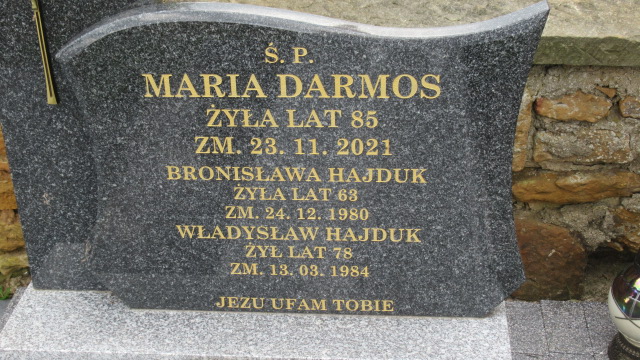 Ś. P.
MARIA DARMOS
ŻYŁA LAT 85
ZM. 23. 11. 2021
BRONISŁAWA HAJDUK
ŻYŁA LAT 63
ZM. 24. 12. 1980
WŁADYSŁAW HAJDUK
ŻYŁ LAT 78
ZM. 13. 03. 1984
JEZU UFAM TOBIE